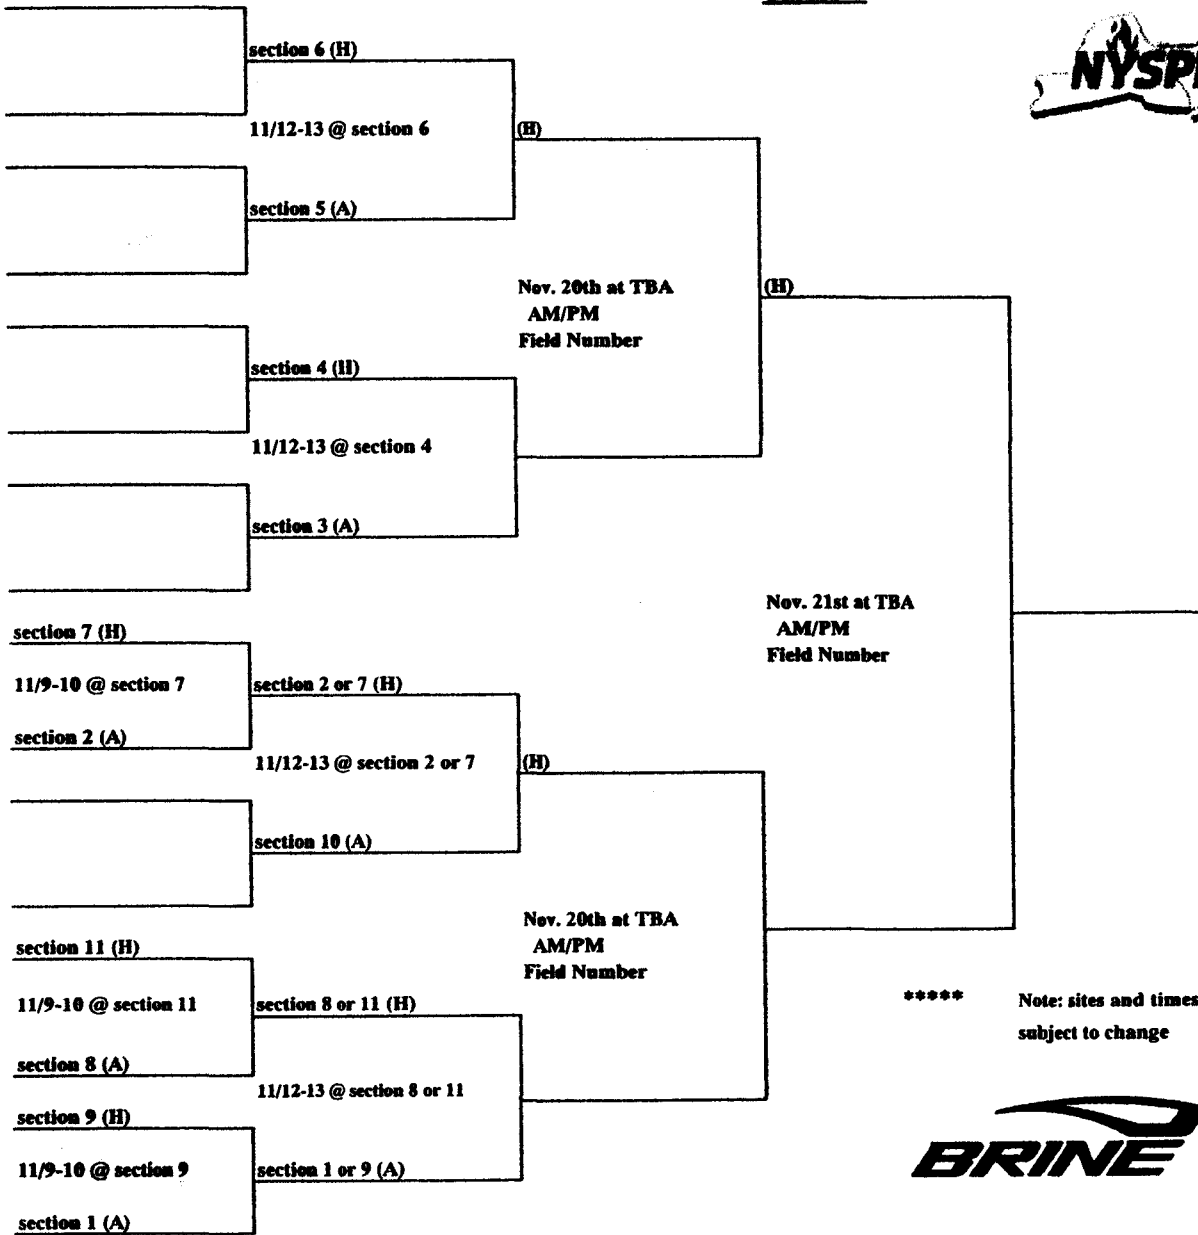 section 6 (H)
11/12-13 @ section 6
(H)
section 5 (A)
Nov. 20th at TBA
AM/PM
Field Number
(H)
section 4 (H)
11/12-13 @ section 4
section 3 (A)
Nov. 21st at TBA
AM/PM
Field Number
section 7 (H)
11/9-10 @ section 7
section 2 or 7 (H)
section 2 (A)
11/12-13 @ section 2 or 7
(H)
section 10 (A)
Nov. 20th at TBA
AM/PM
Field Number
section 11 (H)
11/9-10 @ section 11
section 8 or 11 (H)
***** Note: sites and times
subject to change
section 8 (A)
11/12-13 @ section 8 or 11
section 9 (H)
11/9-10 @ section 9
section 1 or 9 (A)
section 1 (A)
BRINE